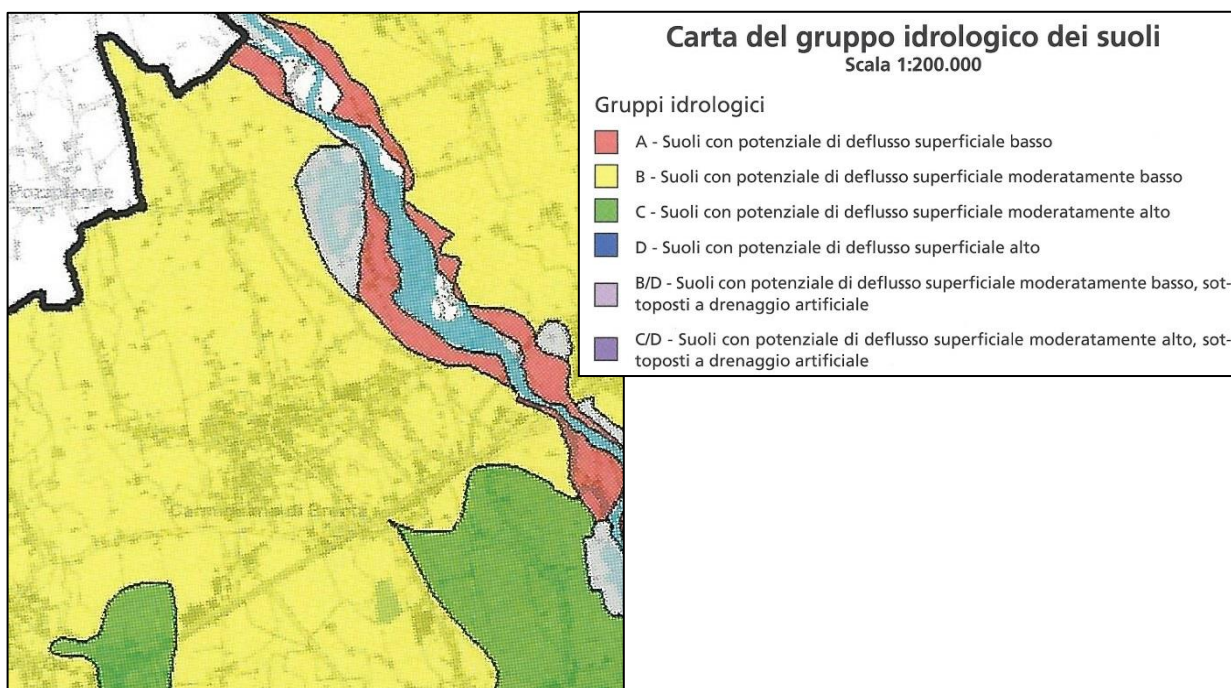 Carta del gruppo idrologico dei suoli
Scala 1:200.000
Gruppi idrologici
A - Suoli con potenziale di deflusso superficiale basso
B - Suoli con potenziale di deflusso superficiale moderatamente basso
C - Suoli con potenziale di deflusso superficiale moderatamente alto
D - Suoli con potenziale di deflusso superficiale alto
B/D - Suoli con potenziale di deflusso superficiale moderatamente basso, sot-
toposti a drenaggio artificiale
C/D - Suoli con potenziale di deflusso superficiale moderatamente alto, sot-
toposti a drenaggio artificiale
di Brenta